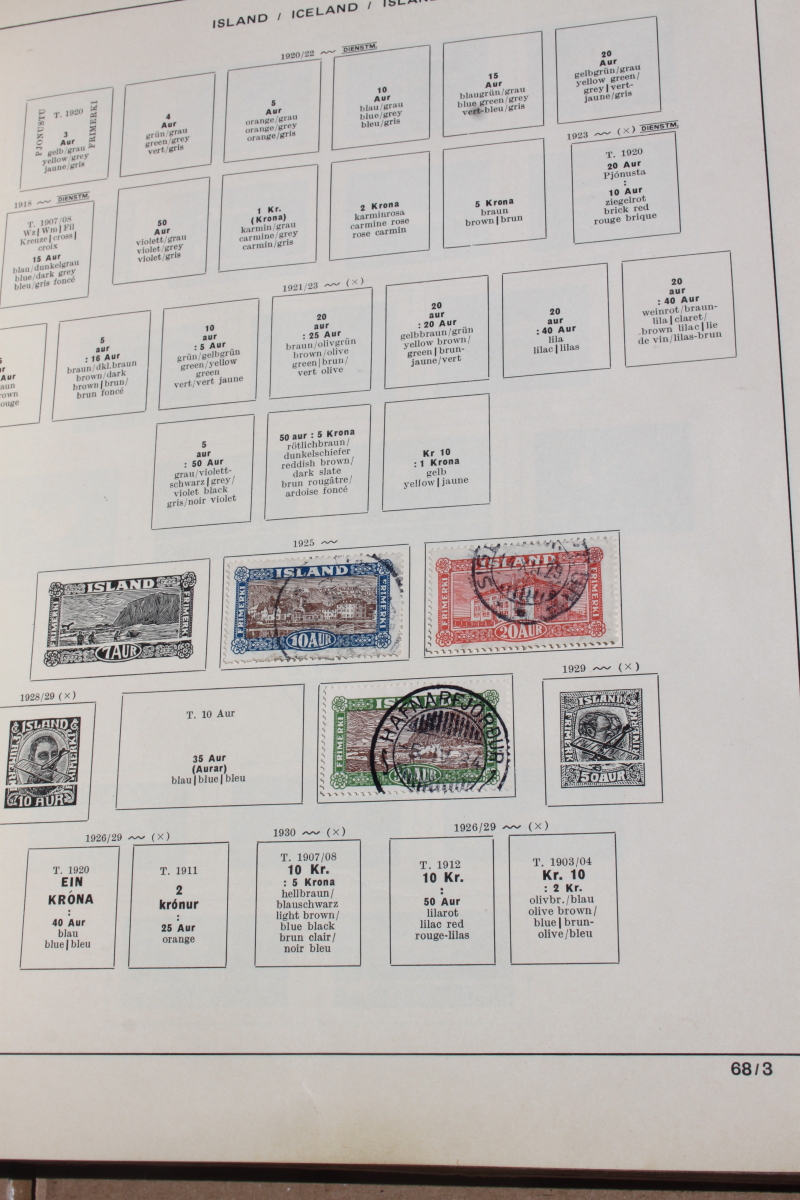 ISLAND / ICELAND /
1920/22 DIENSTM.
T. 1920
PJONUSTU
FRIMERKI
3
Aur
gelb/grau
yellow/grey
jaune/gris
4
Aur
grün/grau
green/grey
vert/gris
5
Aur
orange/grau
orange/grey
orange/gris
10
Aur
blau/grau
blue/grey
bleu/gris
15
Aur
blaugrün/grau
blue green/grey
vert-bleu/gris
20
Aur
gelbgrün/grau
yellow green/
grey|vert-
jaune/gris
1918 DIENSTM.
T. 1907/08
Wz|Wm|Fil
Kreuze|cross|
croix
15 Aur
blau/dunkelgrau
blue/dark grey
bleu/gris foncé
50
Aur
violett/grau
violet/grey
violet/gris
1 Kr.
(Krona)
karmin/grau
carmine/grey
carmin/gris
2 Krona
karminrosa
carmine rose
rose carmin
5 Krona
braun
brown|brun
1923 (×) DIENSTM.
T. 1920
20 Aur
Pjónusta
:
10 Aur
ziegelrot
brick red
rouge brique
1921/23 (×)
Aur
5
aur
: 16 Aur
braun/dkl.braun
brown/dark
brown|brun/
brun foncé
10
aur
: 5 Aur
grün/gelbgrün
green/yellow
green
vert/vert jaune
20
aur
: 25 Aur
braun/olivgrün
brown/olive
green|brun/
vert olive
20
aur
: 20 Aur
gelbbraun/grün
yellow brown/
green|brun-
jaune/vert
20
aur
: 40 Aur
lila
lilac|lilas
20
aur
: 40 Aur
weinrot/braun-
lila|claret/
brown lilac|lie
de vin/lilas-brun
5
aur
: 50 Aur
grau/violett-
schwarz|grey/
violet black
gris/noir violet
50 aur : 5 Krona
rötlichbraun/
dunkelschiefer
reddish brown/
dark slate
brun rougâtre/
ardoise foncé
Kr 10
: 1 Krona
gelb
yellow|jaune
1925
ISLAND
FRIMERKI
FRIMERKI
7 AUR
FRIMERKI
FRIMERKI
10 AUR
ISLAND
FRIMERKI
FRIMERKI
20 AUR
1928/29 (×)
ISLAND
10 AUR
T. 10 Aur
35 Aur
(Aurar)
blau|blue|bleu
FRIMERKI
HAFNARFJÖRÐUR
AUR
1929 (×)
ISLAND
50 AUR
1926/29 (×)
T. 1920
EIN
KRÓNA
:
40 Aur
blau
blue|bleu
T. 1911
2
krónur
:
25 Aur
orange
1930 (×)
T. 1907/08
10 Kr.
: 5 Krona
hellbraun/
blauschwarz
light brown/
blue black
brun clair/
noir bleu
1926/29 (×)
T. 1912
10 Kr.
:
50 Aur
lilarot
lilac red
rouge-lilas
T. 1903/04
Kr. 10
: 2 Kr.
olivbr./blau
olive brown/
blue|brun-
olive/bleu
68/3